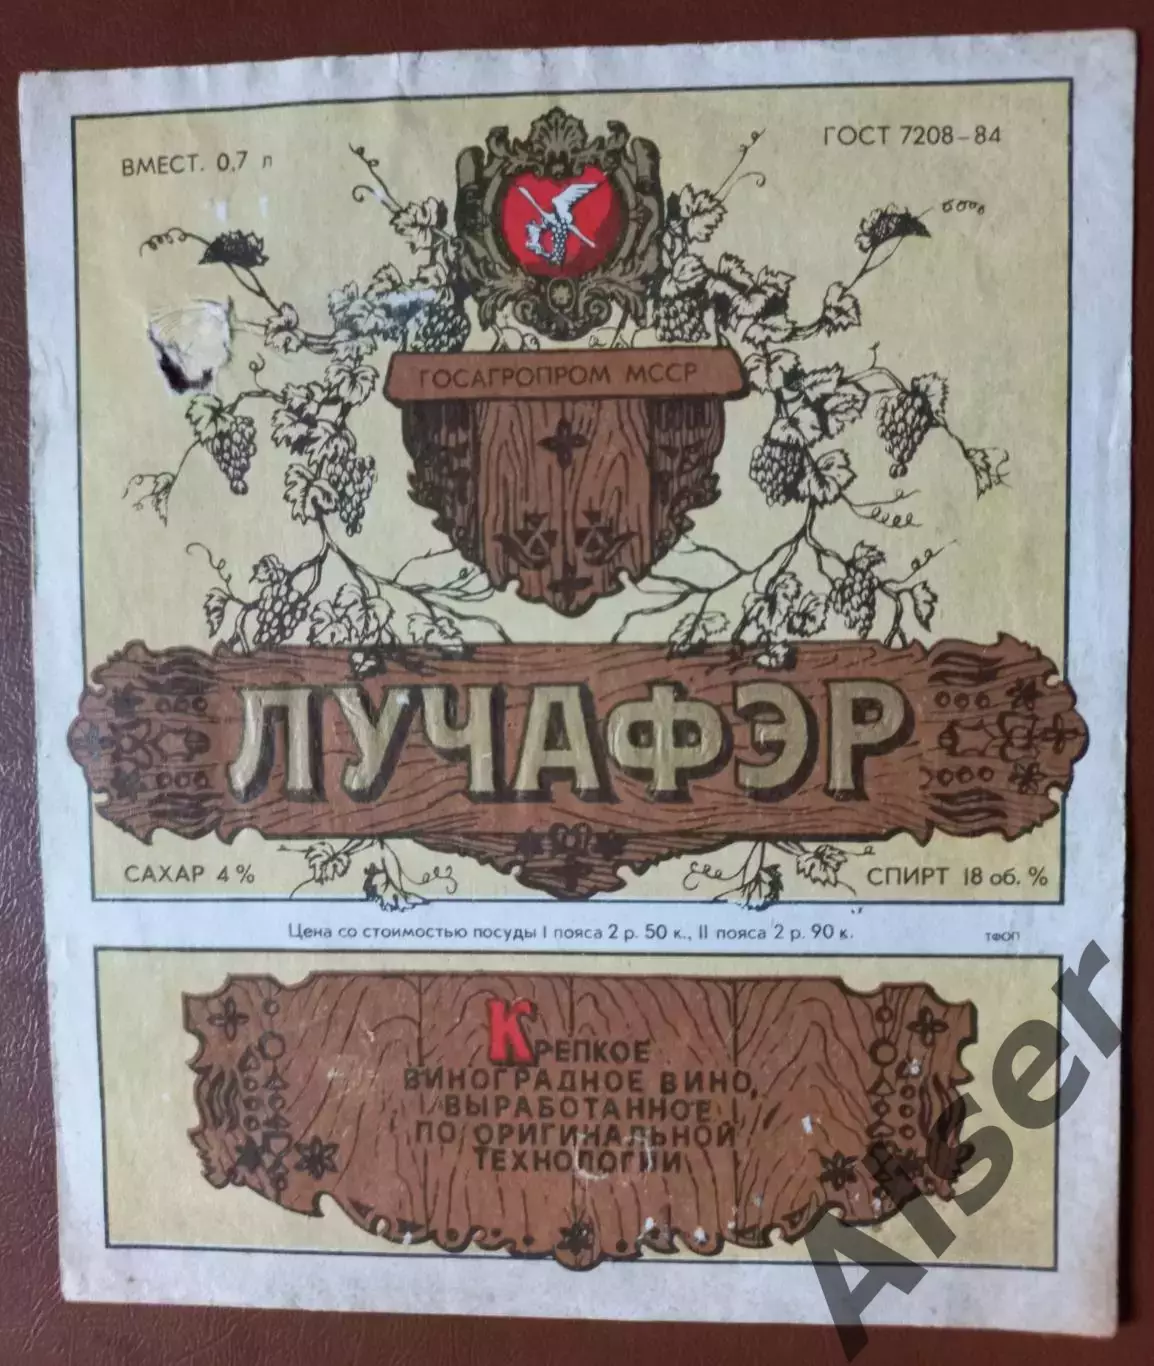 ВМЕСТ. 0,7 л
ГОСТ 7208-84
ГОСАГРОПРОМ МССР
ЛУЧАФЭР
САХАР 4%
СПИРТ 18 об. %
Цена со стоимостью посуды I пояса 2 р. 50 к., II пояса 2 р. 90 к.
ТФОП
КРЕПКОЕ
ВИНОГРАДНОЕ ВИНО,
ВЫРАБОТАННОЕ
ПО ОРИГИНАЛЬНОЙ
ТЕХНОЛОГИИ
Alser